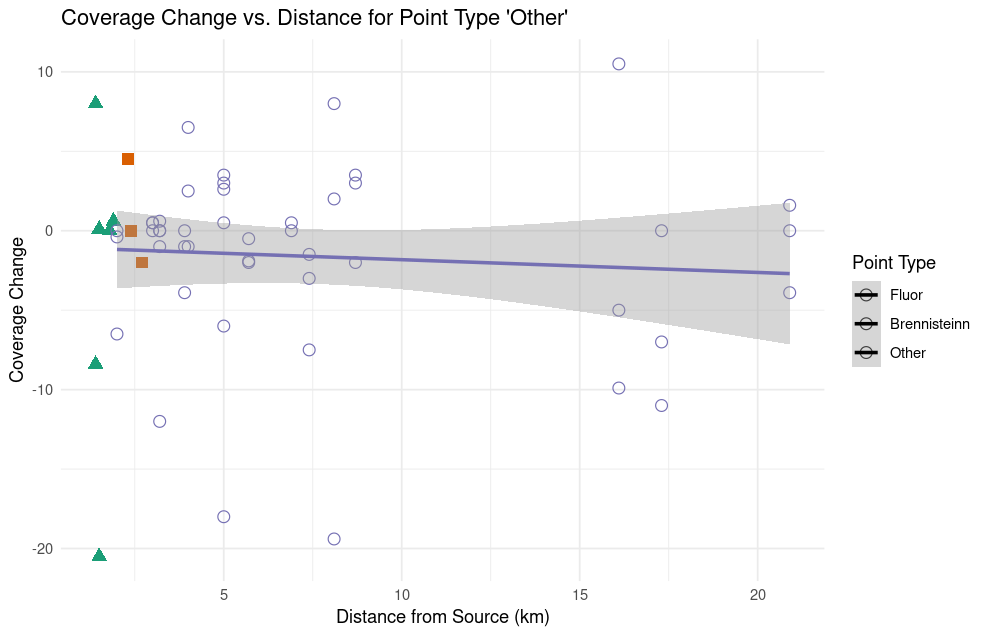 Coverage Change vs. Distance for Point Type 'Other'
10
0
-10
-20
Coverage Change
5
10
15
20
Distance from Source (km)
Point Type
Fluor
Brennisteinn
Other